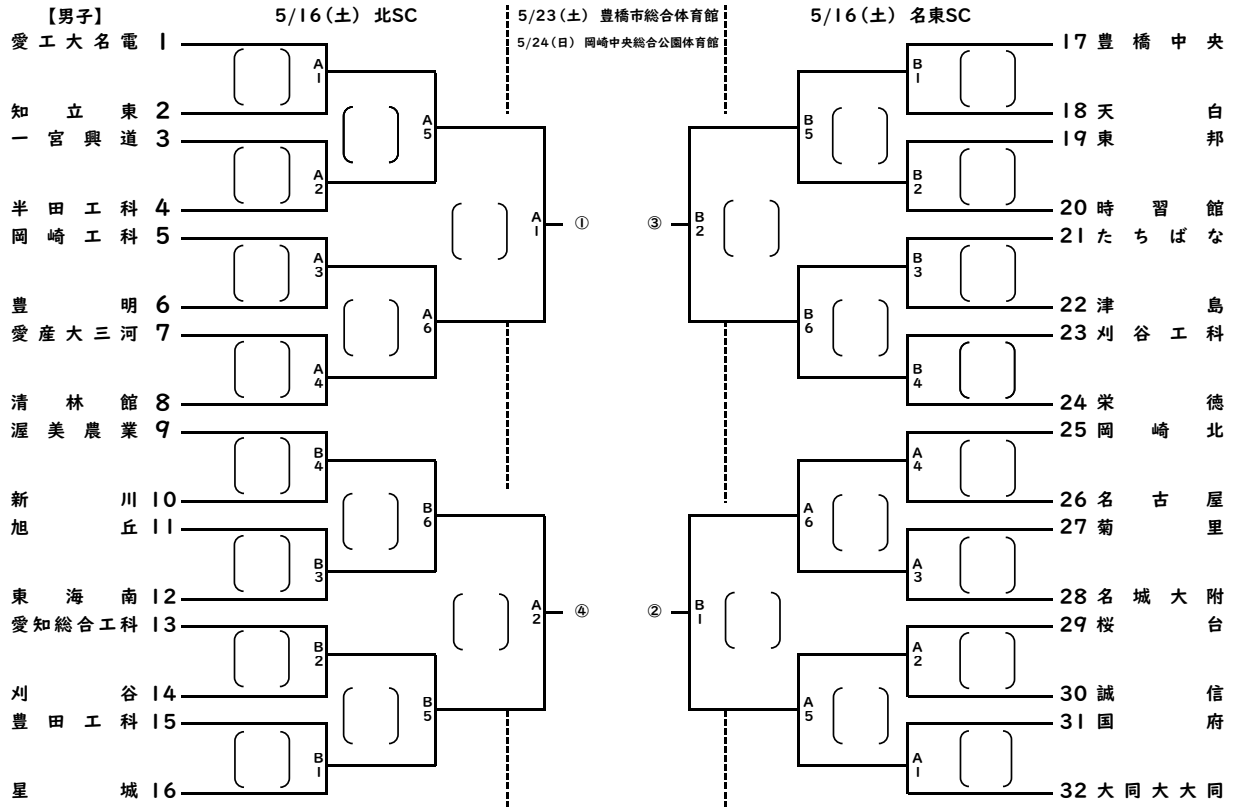 【男子】 5/16(土) 北SC 5/23(土) 豊橋市総合体育館 5/16(土) 名東SC
5/24(日) 岡崎中央総合公園体育館
愛工大名電 1
知立東 2
一宮興道 3
半田工科 4
岡崎工科 5
豊明 6
愛産大三河 7
清林館 8
渥美農業 9
新川 10
旭丘 11
東海南 12
愛知総合工科 13
刈谷 14
豊田工科 15
星城 16
A1
A2
A3
A4
B4
B3
B2
B1
A5
A6
B6
B5
A1 ①
A2 ④
③ B2
② B1
B5
B6
A6
A5
B1
B2
B3
B4
A4
A3
A2
A1
17 豊橋中央
18 天白
19 東邦
20 時習館
21 たちばな
22 津島
23 刈谷工科
24 栄徳
25 岡崎北
26 名古屋
27 菊里
28 名城大附
29 桜台
30 誠信
31 国府
32 大同大大同